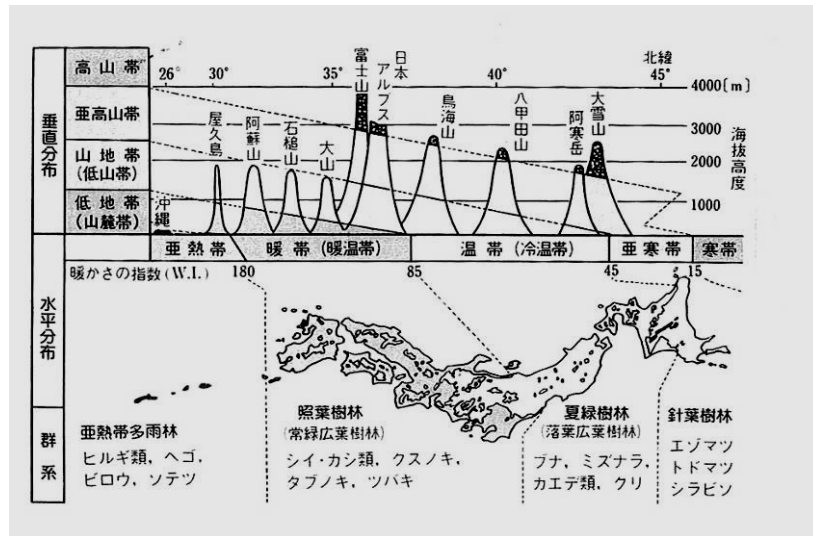 高山帯
26° 30° 35° 40° 北緯 45°
4000〔m〕
富士山
日本アルプス
亜高山帯
屋久島
阿蘇山
石槌山
大山
鳥海山
八甲田山
阿寒岳
大雪山
3000
垂直分布
山地帯
(低山帯)
2000
海抜高度
低地帯
(山麓帯)
沖縄
1000
亜熱帯 暖帯(暖温帯) 温帯(冷温帯) 亜寒帯 寒帯
暖かさの指数(W.I.) 180 85 45 15
水平分布
群系
亜熱帯多雨林
ヒルギ類,ヘゴ,
ビロウ,ソテツ
照葉樹林
(常緑広葉樹林)
シイ・カシ類,クスノキ,
タブノキ,ツバキ
夏緑樹林
(落葉広葉樹林)
ブナ,ミズナラ,
カエデ類,クリ
針葉樹林
エゾマツ
トドマツ
シラビソ